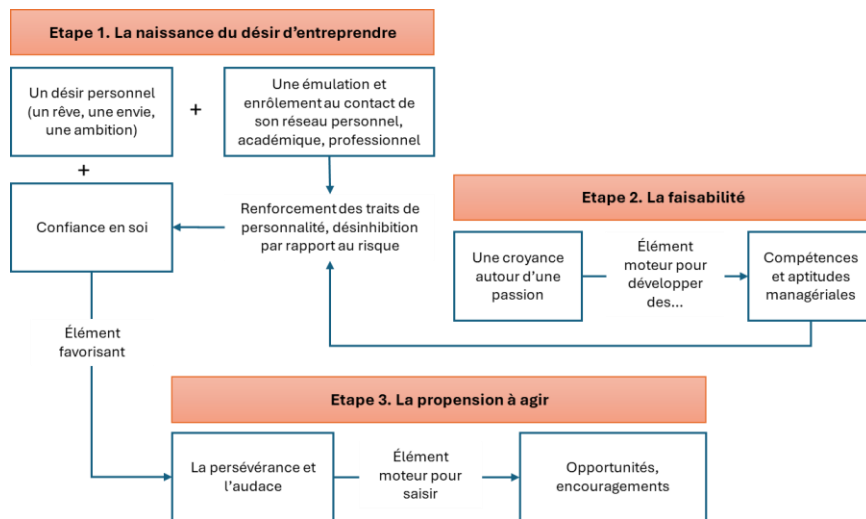 Etape 1. La naissance du désir d’entreprendre
Un désir personnel
(un rêve, une envie,
une ambition)
+
Une émulation et
enrôlement au contact de
son réseau personnel,
académique, professionnel
+
Confiance en soi
Renforcement des traits de
personnalité, désinhibition
par rapport au risque
Etape 2. La faisabilité
Une croyance
autour d’une
passion
Élément
moteur pour
développer
des...
Compétences
et aptitudes
managériales
Élément
favorisant
Etape 3. La propension à agir
La persévérance et
l’audace
Élément
moteur pour
saisir
Opportunités,
encouragements